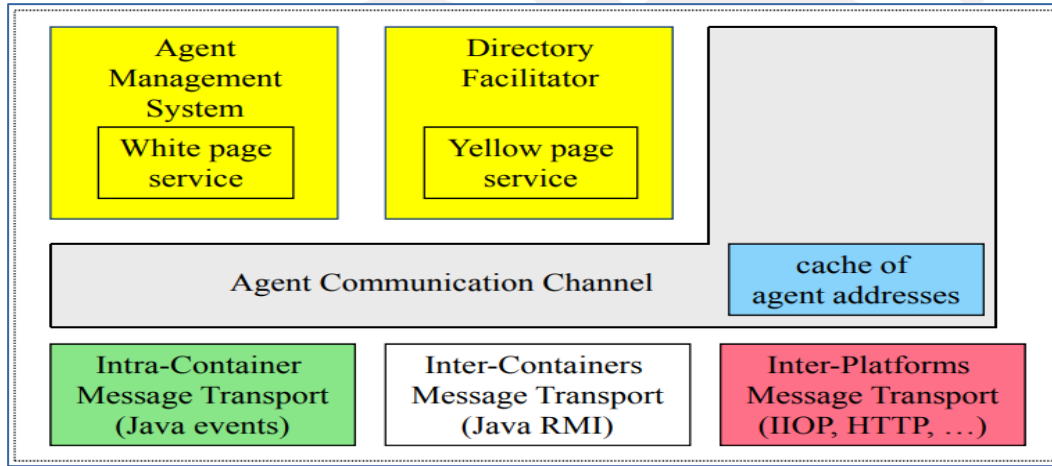 Agent
Management
System
White page
service
Directory
Facilitator
Yellow page
service
Agent Communication Channel
cache of
agent addresses
Intra-Container
Message Transport
(Java events)
Inter-Containers
Message Transport
(Java RMI)
Inter-Platforms
Message Transport
(IIOP, HTTP, …)